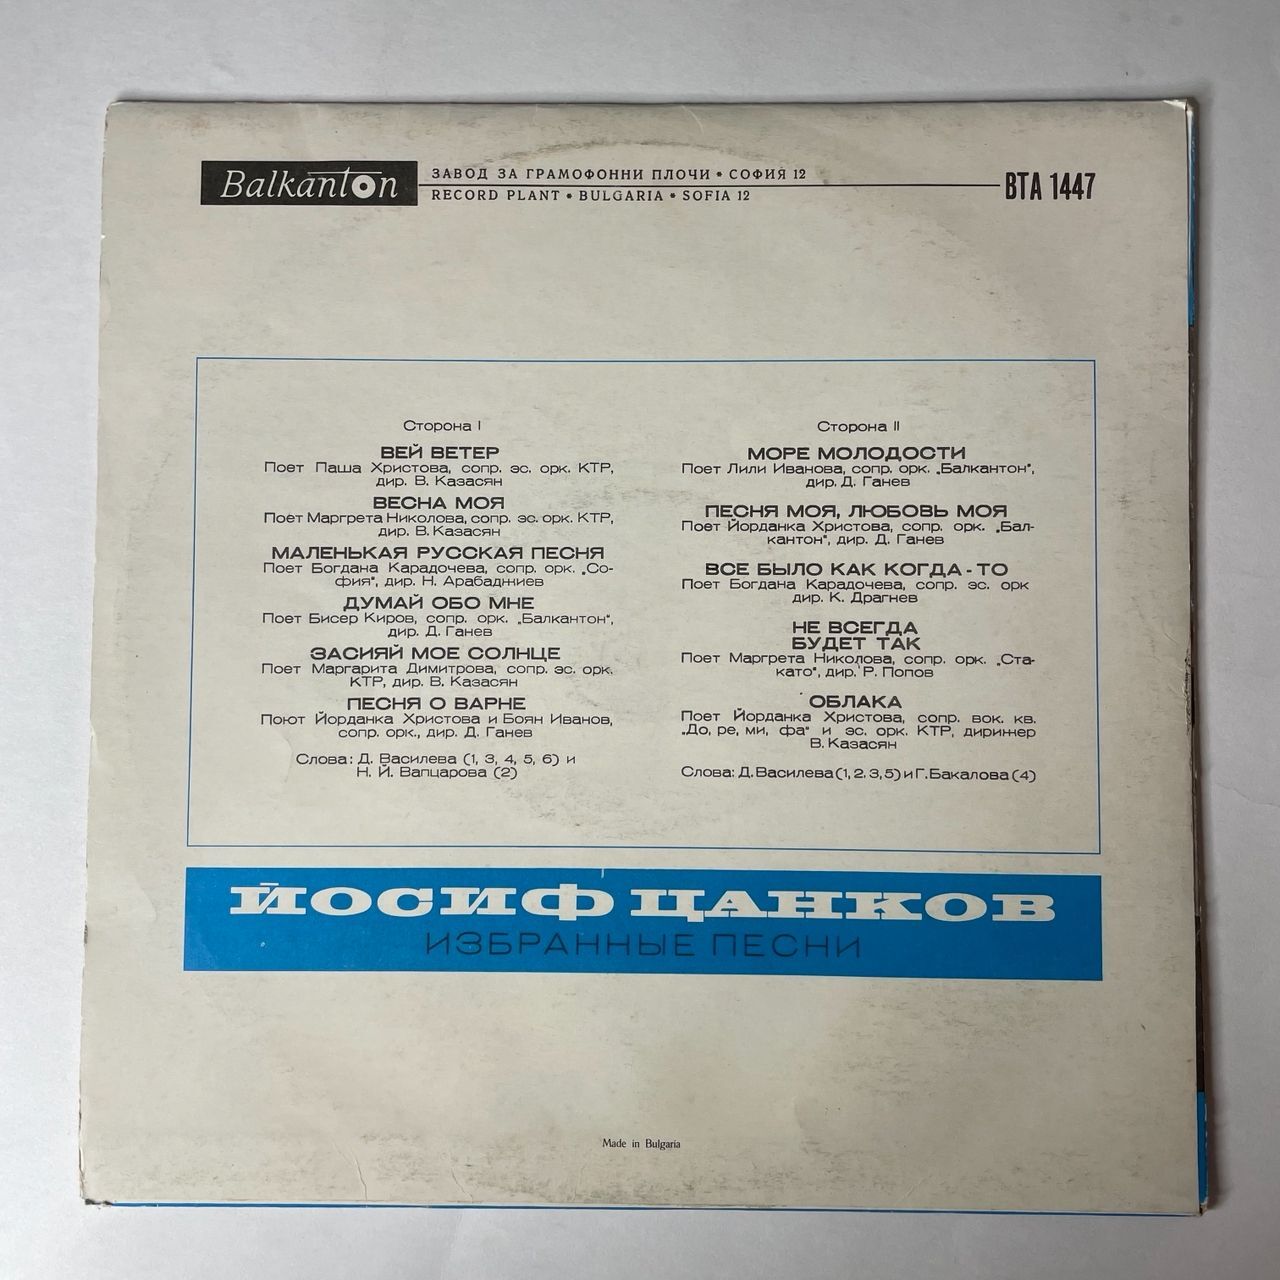 Balkanton
ЗАВОД ЗА ГРАМОФОННИ ПЛОЧИ • СОФИЯ 12
RECORD PLANT • BULGARIA • SOFIA 12
ВТА 1447
Сторона I
ВЕЙ ВЕТЕР
Поет Паша Христова, сопр. эс. орк. КТР,
дир. В. Казасян
ВЕСНА МОЯ
Поет Маргрета Николова, сопр. эс. орк. КТР,
дир. В. Казасян
МАЛЕНЬКАЯ РУССКАЯ ПЕСНЯ
Поет Богдана Карадочева, сопр. орк. „Со-
фия“, дир. Н. Арабаджиев
ДУМАЙ ОБО МНЕ
Поет Бисер Киров, сопр. орк. „Балкантон“,
дир. Д. Ганев
ЗАСИЯЙ МОЕ СОЛНЦЕ
Поет Маргарита Димитрова, сопр. эс. орк.
КТР, дир. В. Казасян
ПЕСНЯ О ВАРНЕ
Поют Йорданка Христова и Боян Иванов,
сопр. орк., дир. Д. Ганев
Слова: Д. Василева (1, 3, 4, 5, 6) и
Н. Й. Вапцарова (2)
Сторона II
МОРЕ МОЛОДОСТИ
Поет Лили Иванова, сопр. орк. „Балкантон“,
дир. Д. Ганев
ПЕСНЯ МОЯ, ЛЮБОВЬ МОЯ
Поет Йорданка Христова, сопр. орк. „Бал-
кантон“, дир. Д. Ганев
ВСЕ БЫЛО КАК КОГДА - ТО
Поет Богдана Карадочева, сопр. эс. орк
дир. К. Драгнев
НЕ ВСЕГДА
БУДЕТ ТАК
Поет Маргрета Николова, сопр. орк. „Ста-
като“, дир. Р. Попов
ОБЛАКА
Поет Йорданка Христова, сопр. вок. кв.
„До, ре, ми, фа“ и эс. орк. КТР, дирижер
В. Казасян
Слова: Д. Василева (1, 2, 3, 5) и Г. Бакалова (4)
ЙОСИФ ЦАНКОВ
ИЗБРАННЫЕ ПЕСНИ
Made in Bulgaria